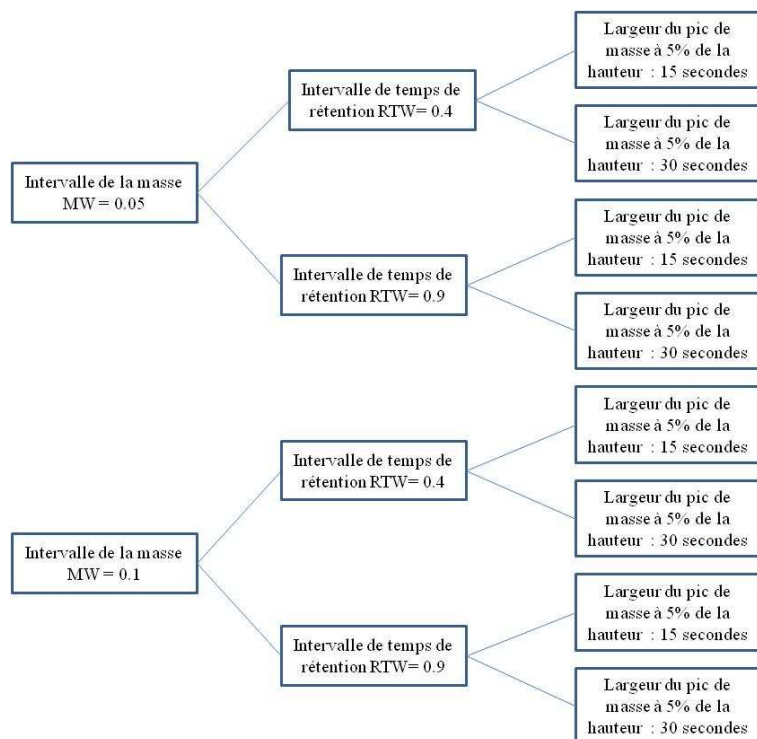 Largeur du pic de
masse à 5% de la
hauteur : 15 secondes
Intervalle de temps de
rétention RTW= 0.4
Largeur du pic de
masse à 5% de la
hauteur : 30 secondes
Intervalle de la masse
MW = 0.05
Largeur du pic de
masse à 5% de la
hauteur : 15 secondes
Intervalle de temps de
rétention RTW= 0.9
Largeur du pic de
masse à 5% de la
hauteur : 30 secondes
Largeur du pic de
masse à 5% de la
hauteur : 15 secondes
Intervalle de temps de
rétention RTW= 0.4
Largeur du pic de
masse à 5% de la
hauteur : 30 secondes
Intervalle de la masse
MW = 0.1
Largeur du pic de
masse à 5% de la
hauteur : 15 secondes
Intervalle de temps de
rétention RTW= 0.9
Largeur du pic de
masse à 5% de la
hauteur : 30 secondes